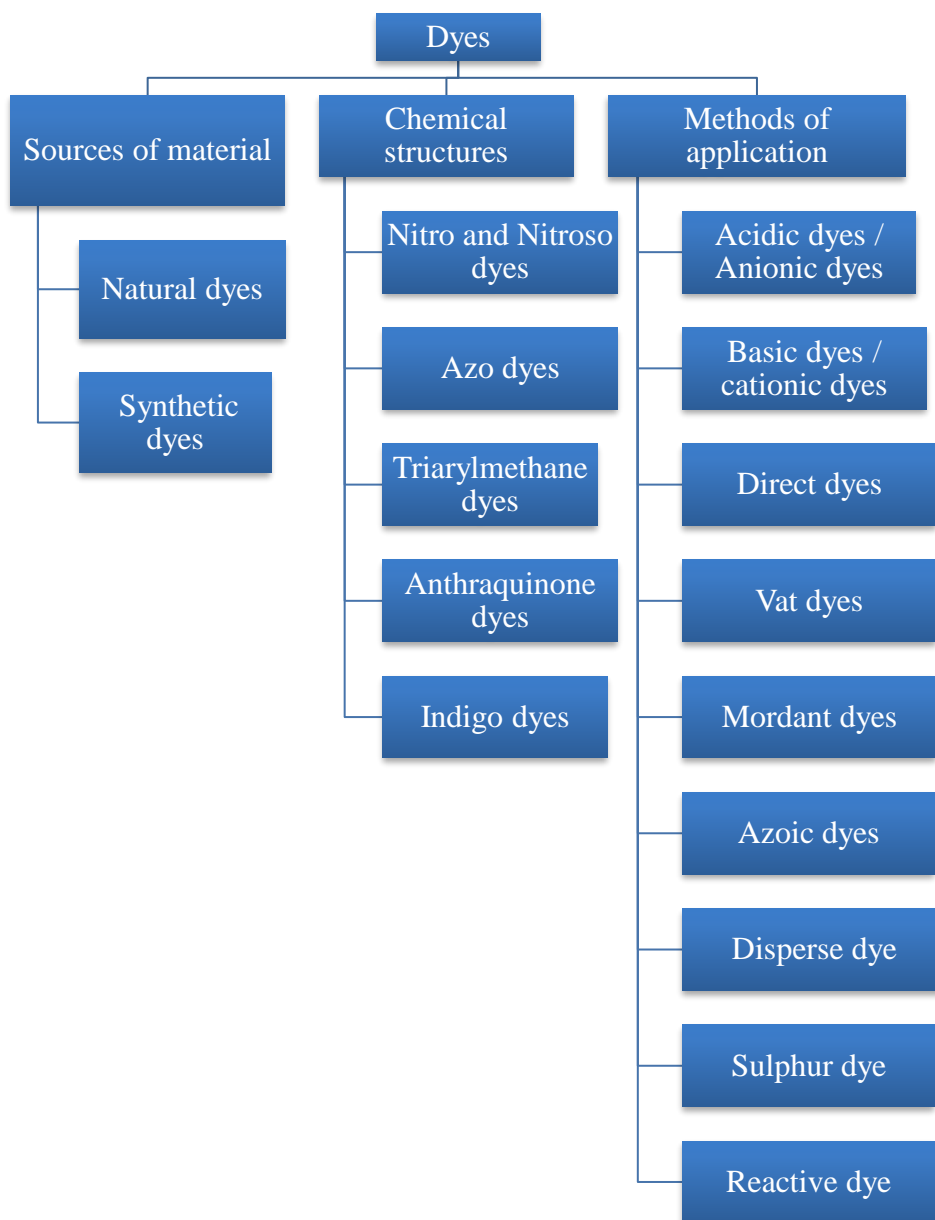 Dyes
Sources of material
Natural dyes
Synthetic
dyes
Chemical
structures
Nitro and Nitroso
dyes
Azo dyes
Triarylmethane
dyes
Anthraquinone
dyes
Indigo dyes
Methods of
application
Acidic dyes /
Anionic dyes
Basic dyes /
cationic dyes
Direct dyes
Vat dyes
Mordant dyes
Azoic dyes
Disperse dye
Sulphur dye
Reactive dye